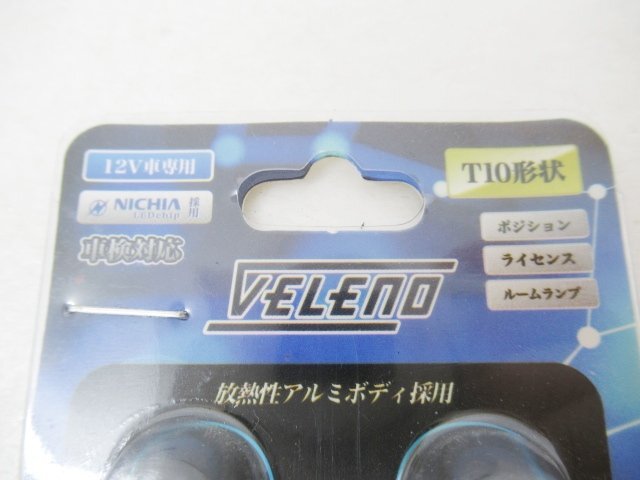 12V車専用
NICHIA 採用
LEDchip
車検対応
T10形状
ポジション
ライセンス
ルームランプ
VELENO
放熱性アルミボディ採用